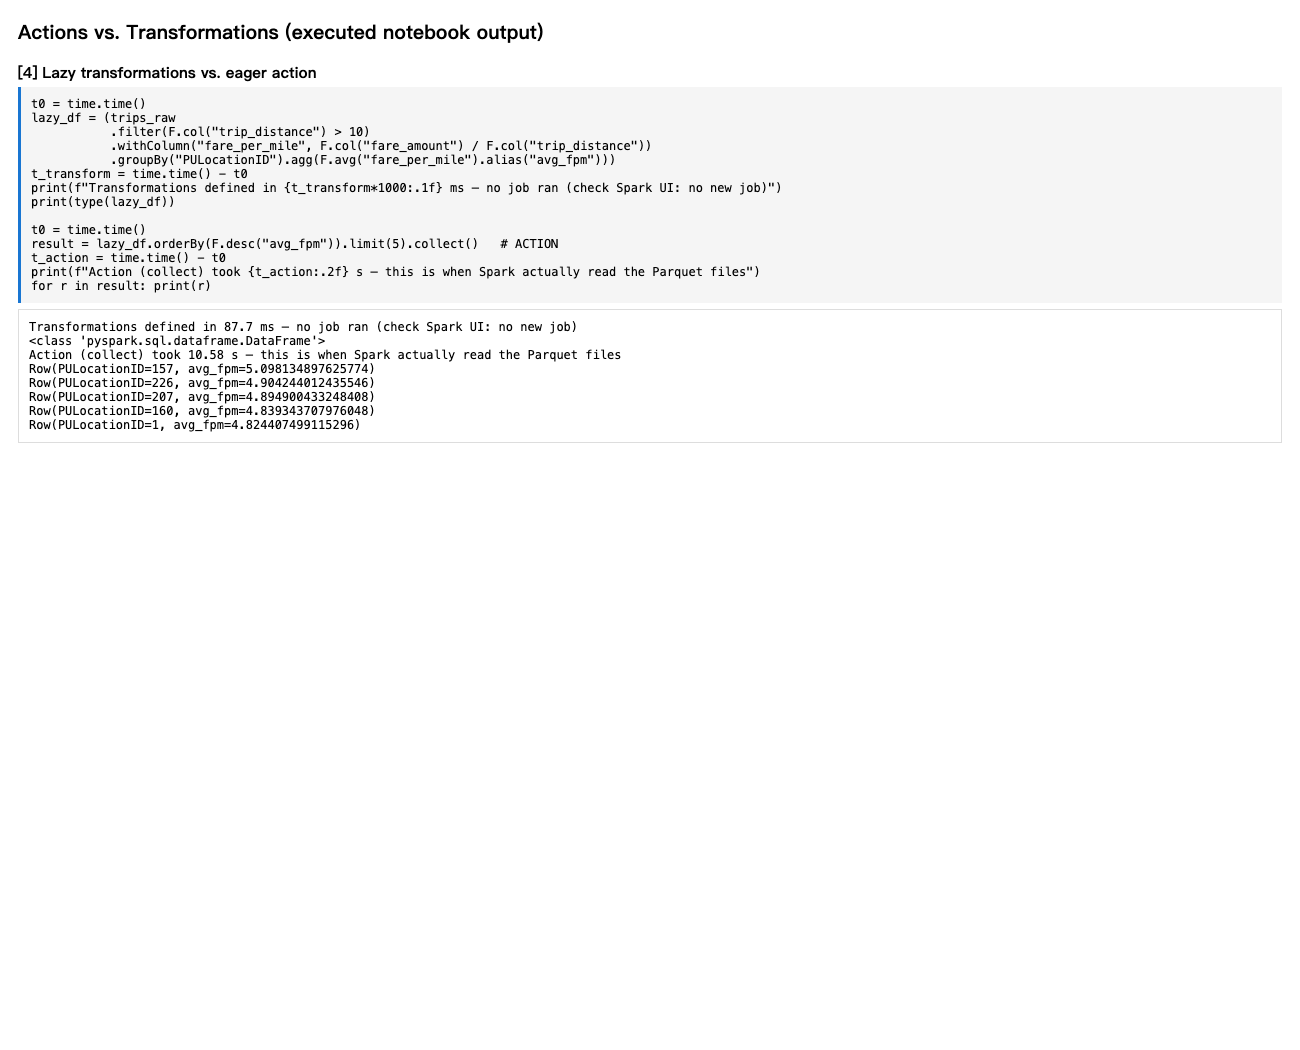 Actions vs. Transformations (executed notebook output)
[4] Lazy transformations vs. eager action
t0 = time.time()
lazy_df = (trips_raw
           .filter(F.col("trip_distance") > 10)
           .withColumn("fare_per_mile", F.col("fare_amount") / F.col("trip_distance"))
           .groupBy("PULocationID").agg(F.avg("fare_per_mile").alias("avg_fpm")))
t_transform = time.time() − t0
print(f"Transformations defined in {t_transform*1000:.1f} ms — no job ran (check Spark UI: no new job)")
print(type(lazy_df))
t0 = time.time()
result = lazy_df.orderBy(F.desc("avg_fpm")).limit(5).collect()   # ACTION
t_action = time.time() − t0
print(f"Action (collect) took {t_action:.2f} s — this is when Spark actually read the Parquet files")
for r in result: print(r)
Transformations defined in 87.7 ms — no job ran (check Spark UI: no new job)
<class 'pyspark.sql.dataframe.DataFrame'>
Action (collect) took 10.58 s — this is when Spark actually read the Parquet files
Row(PULocationID=157, avg_fpm=5.098134897625774)
Row(PULocationID=226, avg_fpm=4.904244012435546)
Row(PULocationID=207, avg_fpm=4.894900433248408)
Row(PULocationID=160, avg_fpm=4.839343707976048)
Row(PULocationID=1, avg_fpm=4.824407499115296)